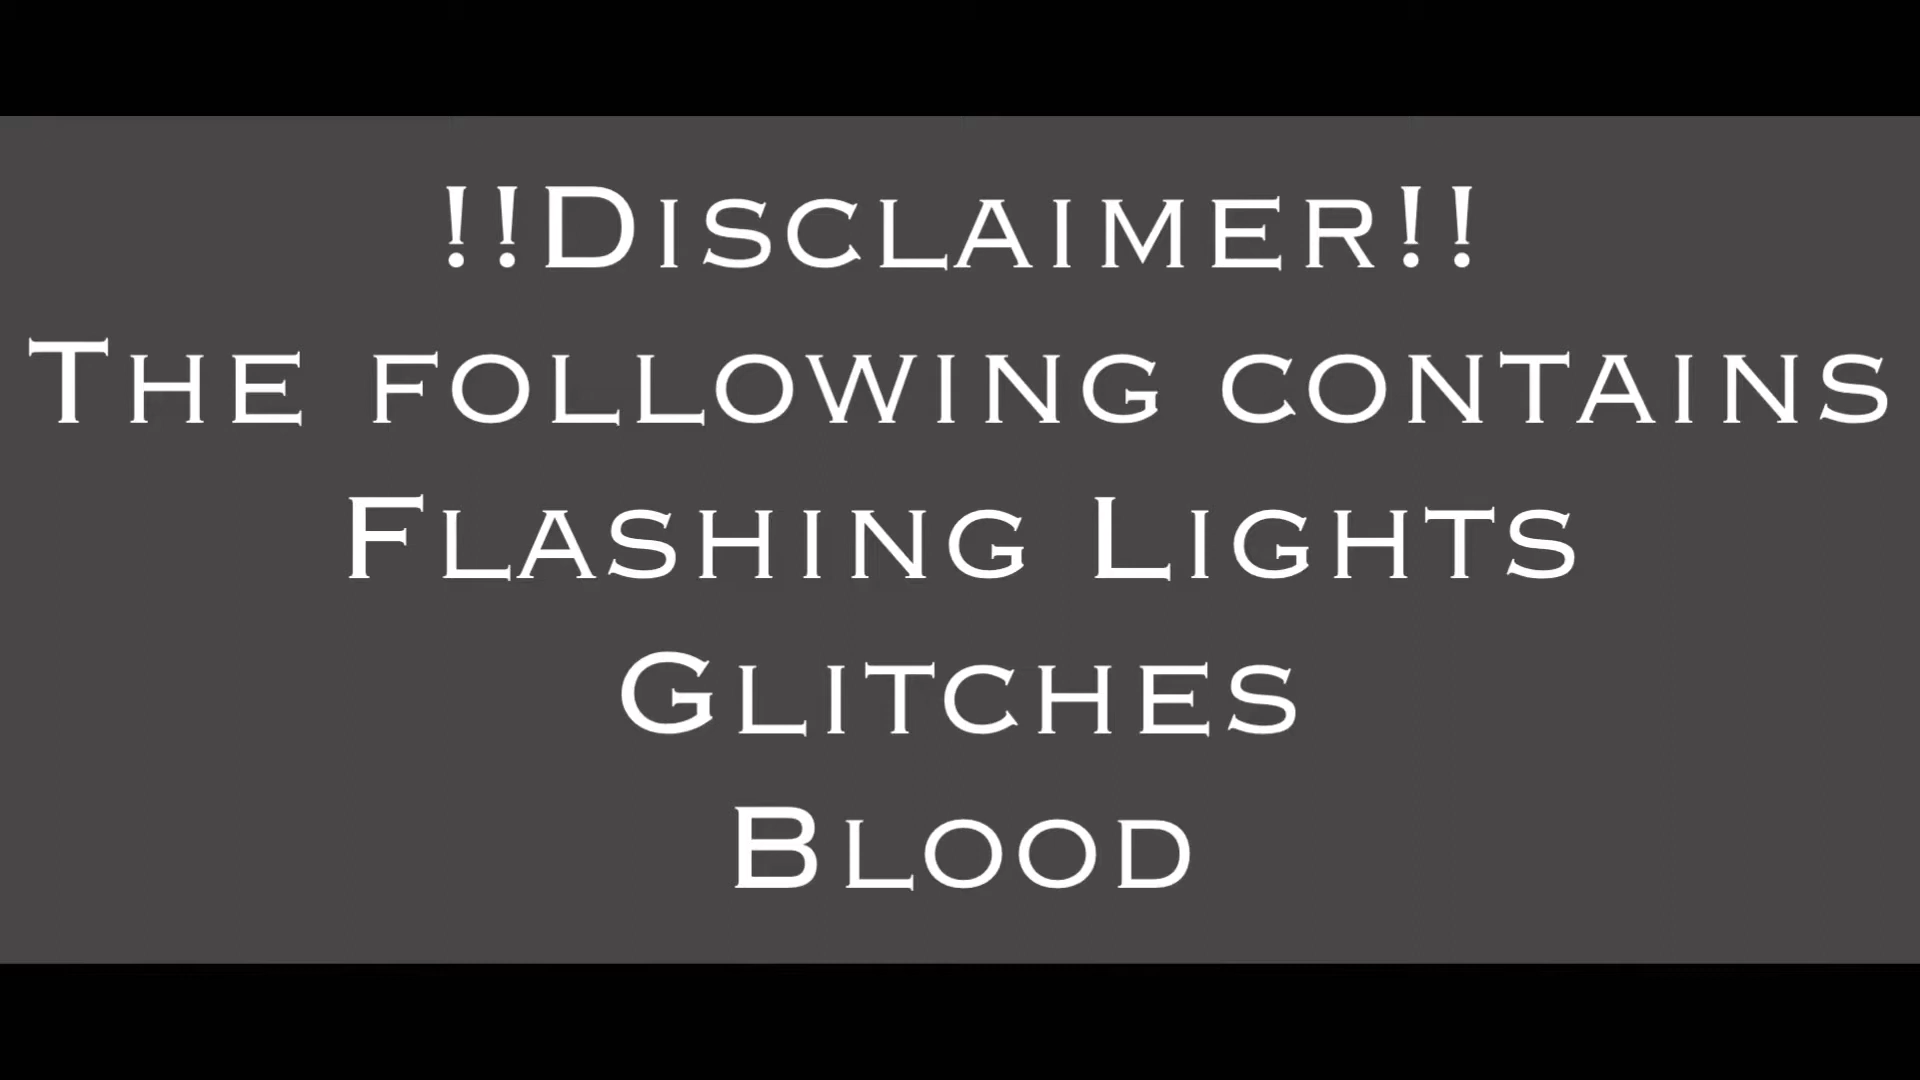 !!Disclaimer!!
The following contains
Flashing Lights
Glitches
Blood